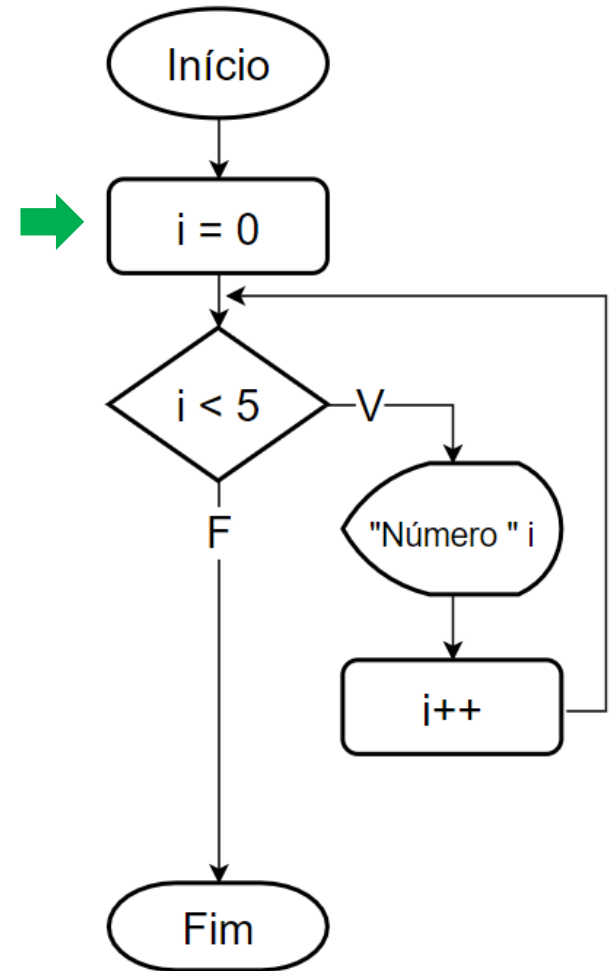 Início
i = 0
i < 5
V
F
"Número " i
i++
Fim